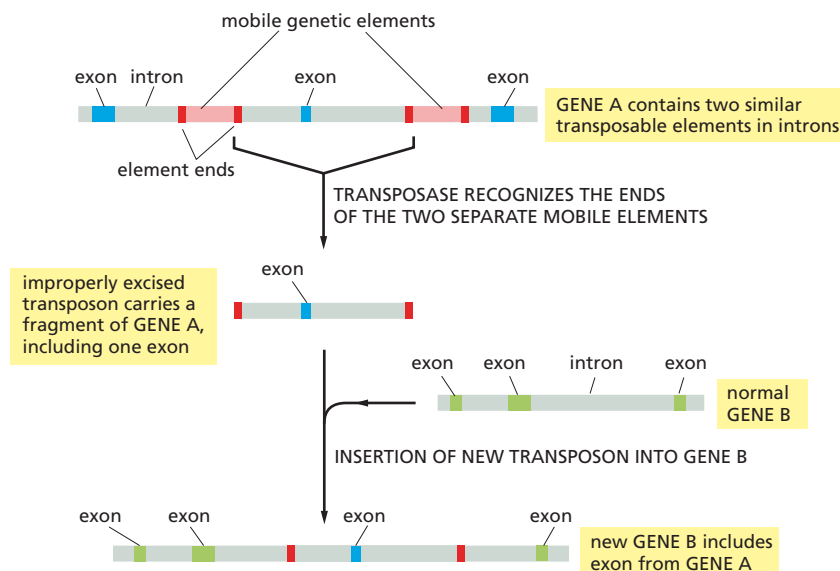 mobile genetic elements
exon intron exon exon
GENE A contains two similar
transposable elements in introns
element ends
TRANSPOSASE RECOGNIZES THE ENDS
OF THE TWO SEPARATE MOBILE ELEMENTS
improperly excised
transposon carries a
fragment of GENE A,
including one exon
exon
exon exon intron exon
normal
GENE B
INSERTION OF NEW TRANSPOSON INTO GENE B
exon exon exon exon
new GENE B includes
exon from GENE A